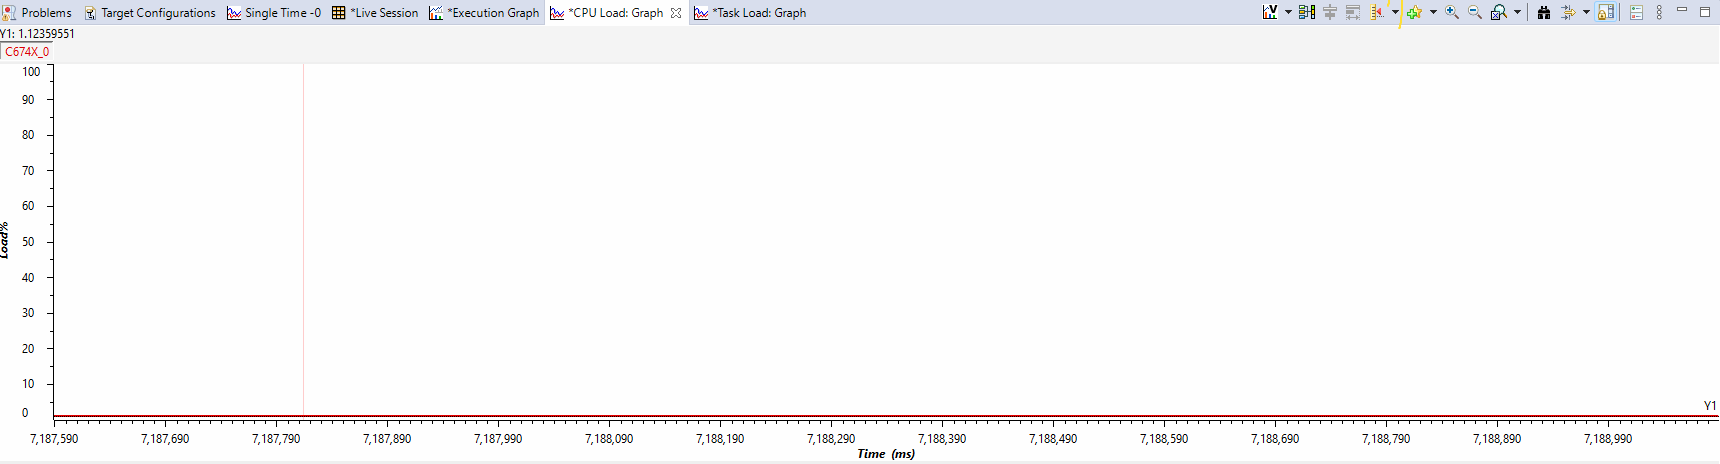 Problems Target Configurations Single Time -0 *Live Session *Execution Graph *CPU Load: Graph *Task Load: Graph
Y1: 1.12359551
C674X_0
100
90
80
70
60
50
40
30
20
10
0
Load%
Y1
7,187,590 7,187,690 7,187,790 7,187,890 7,187,990 7,188,090 7,188,190 7,188,290 7,188,390 7,188,490 7,188,590 7,188,690 7,188,790 7,188,890 7,188,990
Time (ms)